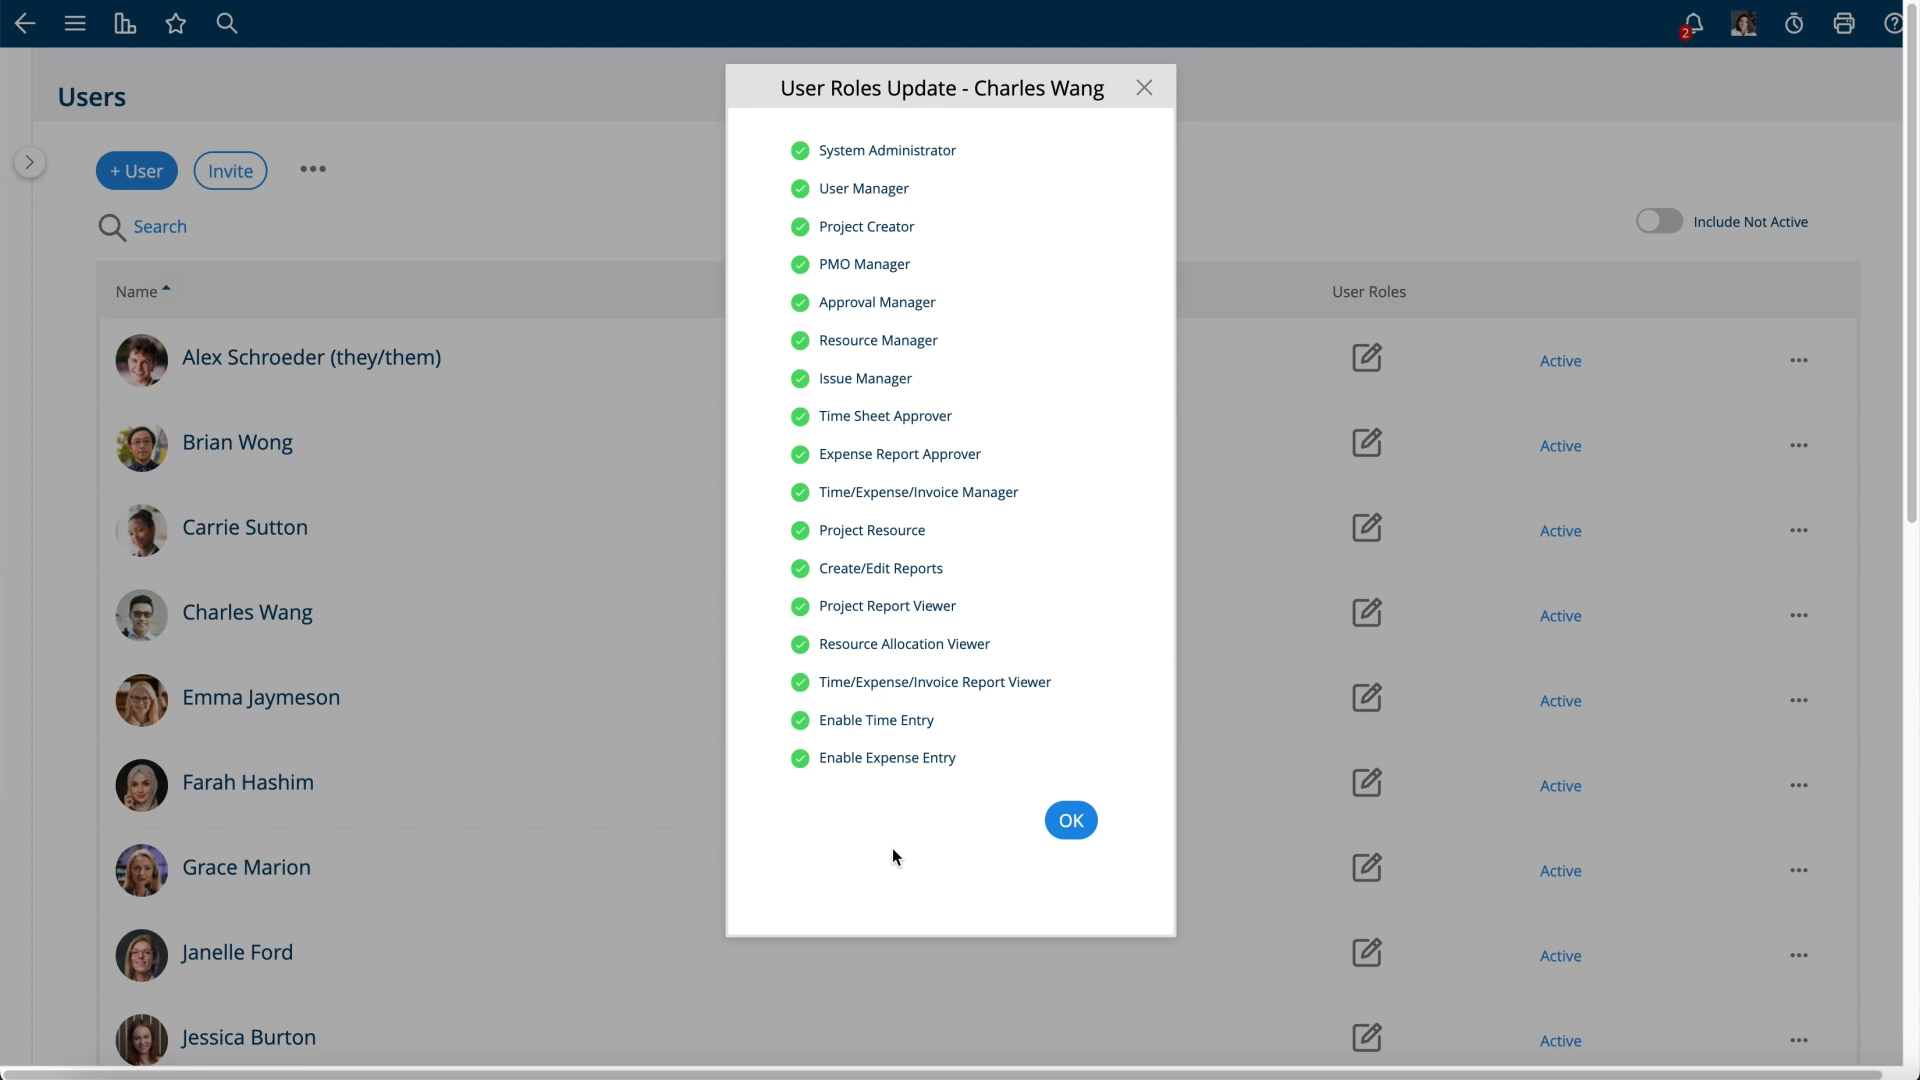 2
Users
User Roles Update - Charles Wang
+ User
Invite
Search
Include Not Active
System Administrator
User Manager
Project Creator
PMO Manager
Approval Manager
Resource Manager
Issue Manager
Time Sheet Approver
Expense Report Approver
Time/Expense/Invoice Manager
Project Resource
Create/Edit Reports
Project Report Viewer
Resource Allocation Viewer
Time/Expense/Invoice Report Viewer
Enable Time Entry
Enable Expense Entry
OK
Name
User Roles
Alex Schroeder (they/them)
Active
Brian Wong
Active
Carrie Sutton
Active
Charles Wang
Active
Emma Jaymeson
Active
Farah Hashim
Active
Grace Marion
Active
Janelle Ford
Active
Jessica Burton
Active